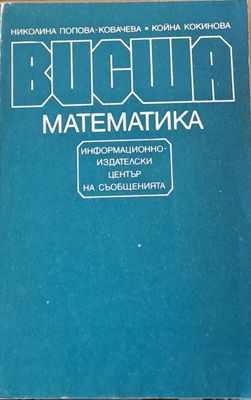 НИКОЛИНА ПОПОВА-КОВАЧЕВА • КОЙНА КОКИНОВА
ВИСША
МАТЕМАТИКА
ИНФОРМАЦИОННО-
ИЗДАТЕЛСКИ
ЦЕНТЪР
НА СЪОБЩЕНИЯТА